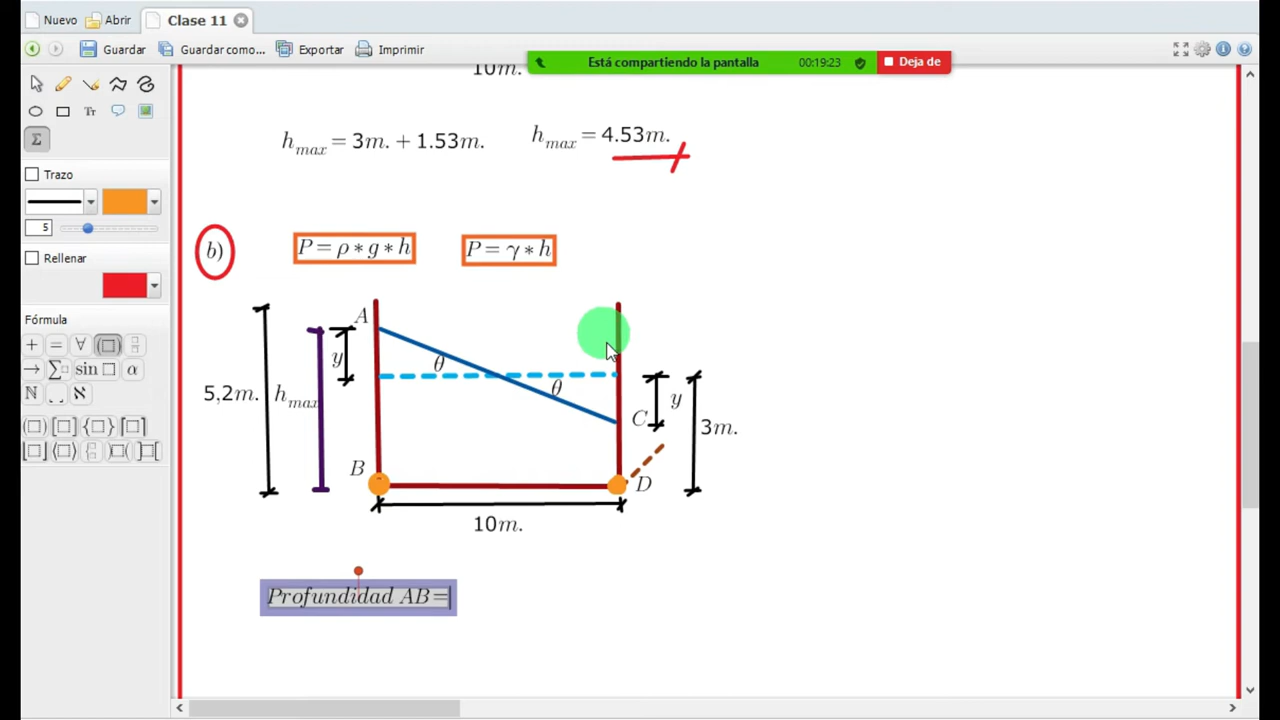 Nuevo Abrir Clase 11
Guardar Guardar como... Exportar Imprimir
Está compartiendo la pantalla 00:19:23 Deja de
10m.
Tr
Σ
h_max = 3m. + 1.53m. h_max = 4.53m.
Trazo
5
Rellenar
b) P = ρ * g * h P = γ * h
Fórmula
+ = ∀ (□)
→ Σ sin □ α
ℕ ℵ
A
y θ
θ
5,2m. h_max
y
C 3m.
B
D
10m.
Profundidad AB =